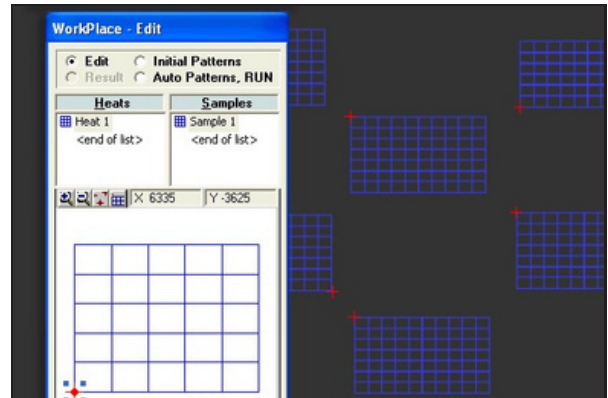 WorkPlace - Edit
Edit Initial Patterns
Result Auto Patterns, RUN
Heats Samples
Heat 1 Sample 1
<end of list> <end of list>
X 6335 Y -3625